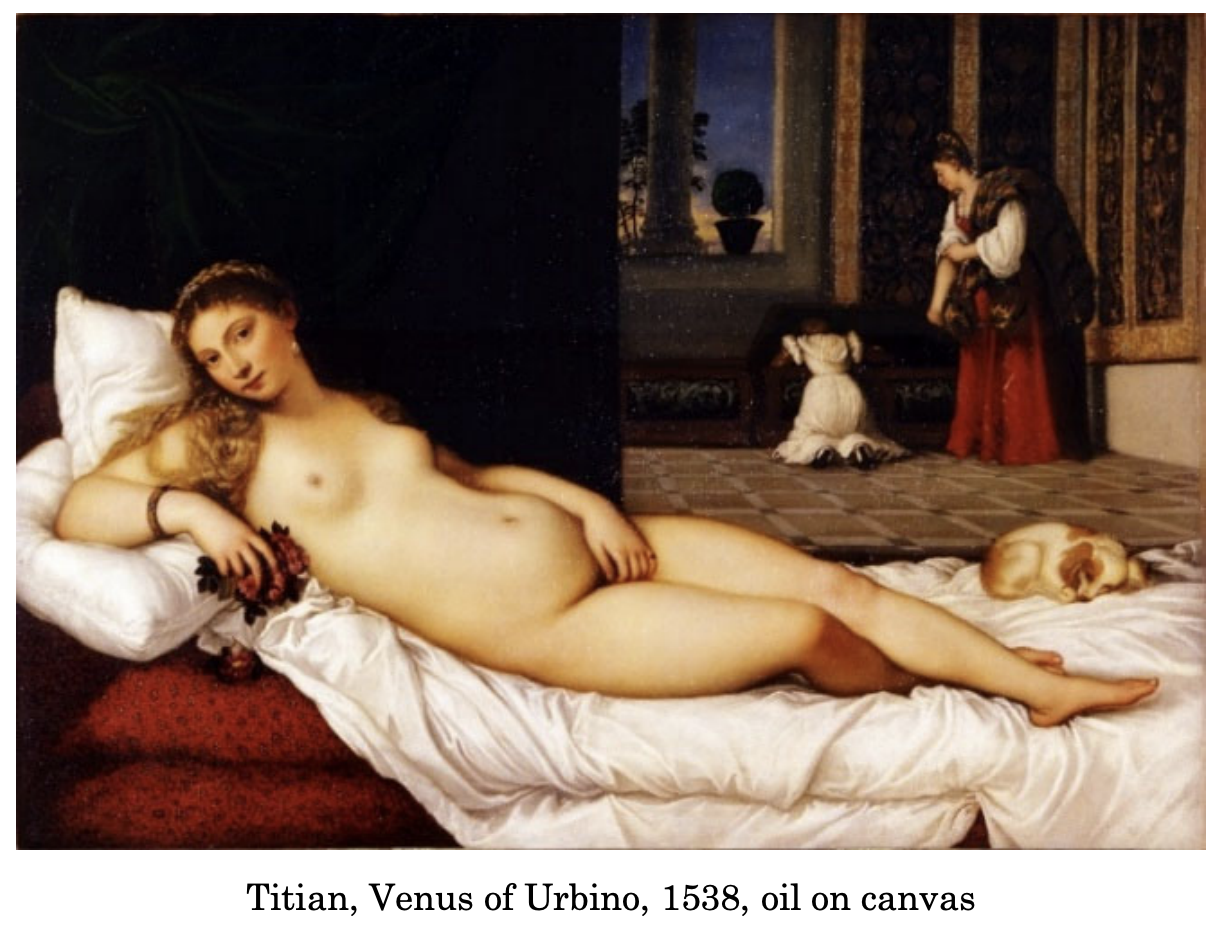 Titian, Venus of Urbino, 1538, oil on canvas